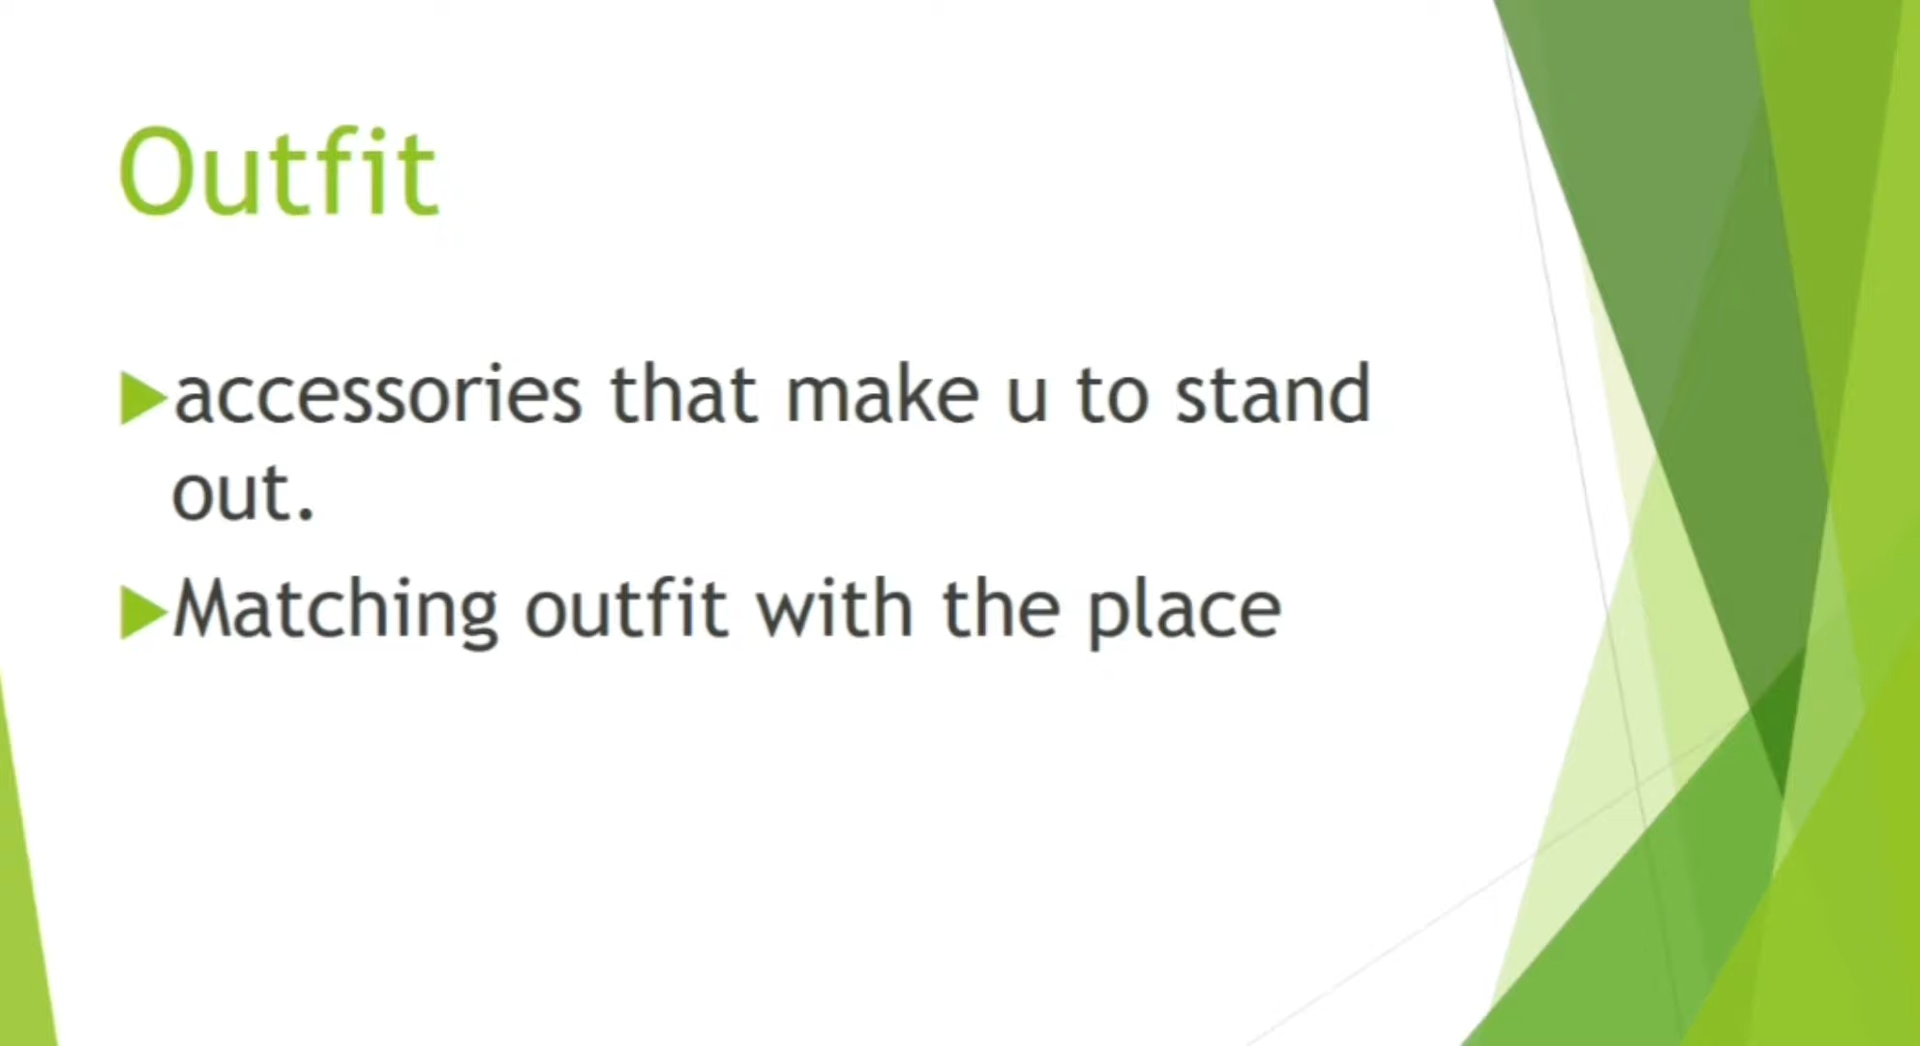 Outfit
accessories that make u to stand
out.
Matching outfit with the place